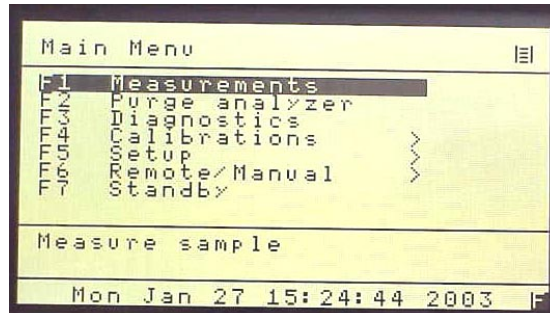 Main Menu
F1 Measurements
F2 Purge analyzer
F3 Diagnostics
F4 Calibrations >
F5 Setup >
F6 Remote/Manual >
F7 Standby
Measure sample
Mon Jan 27 15:24:44 2003